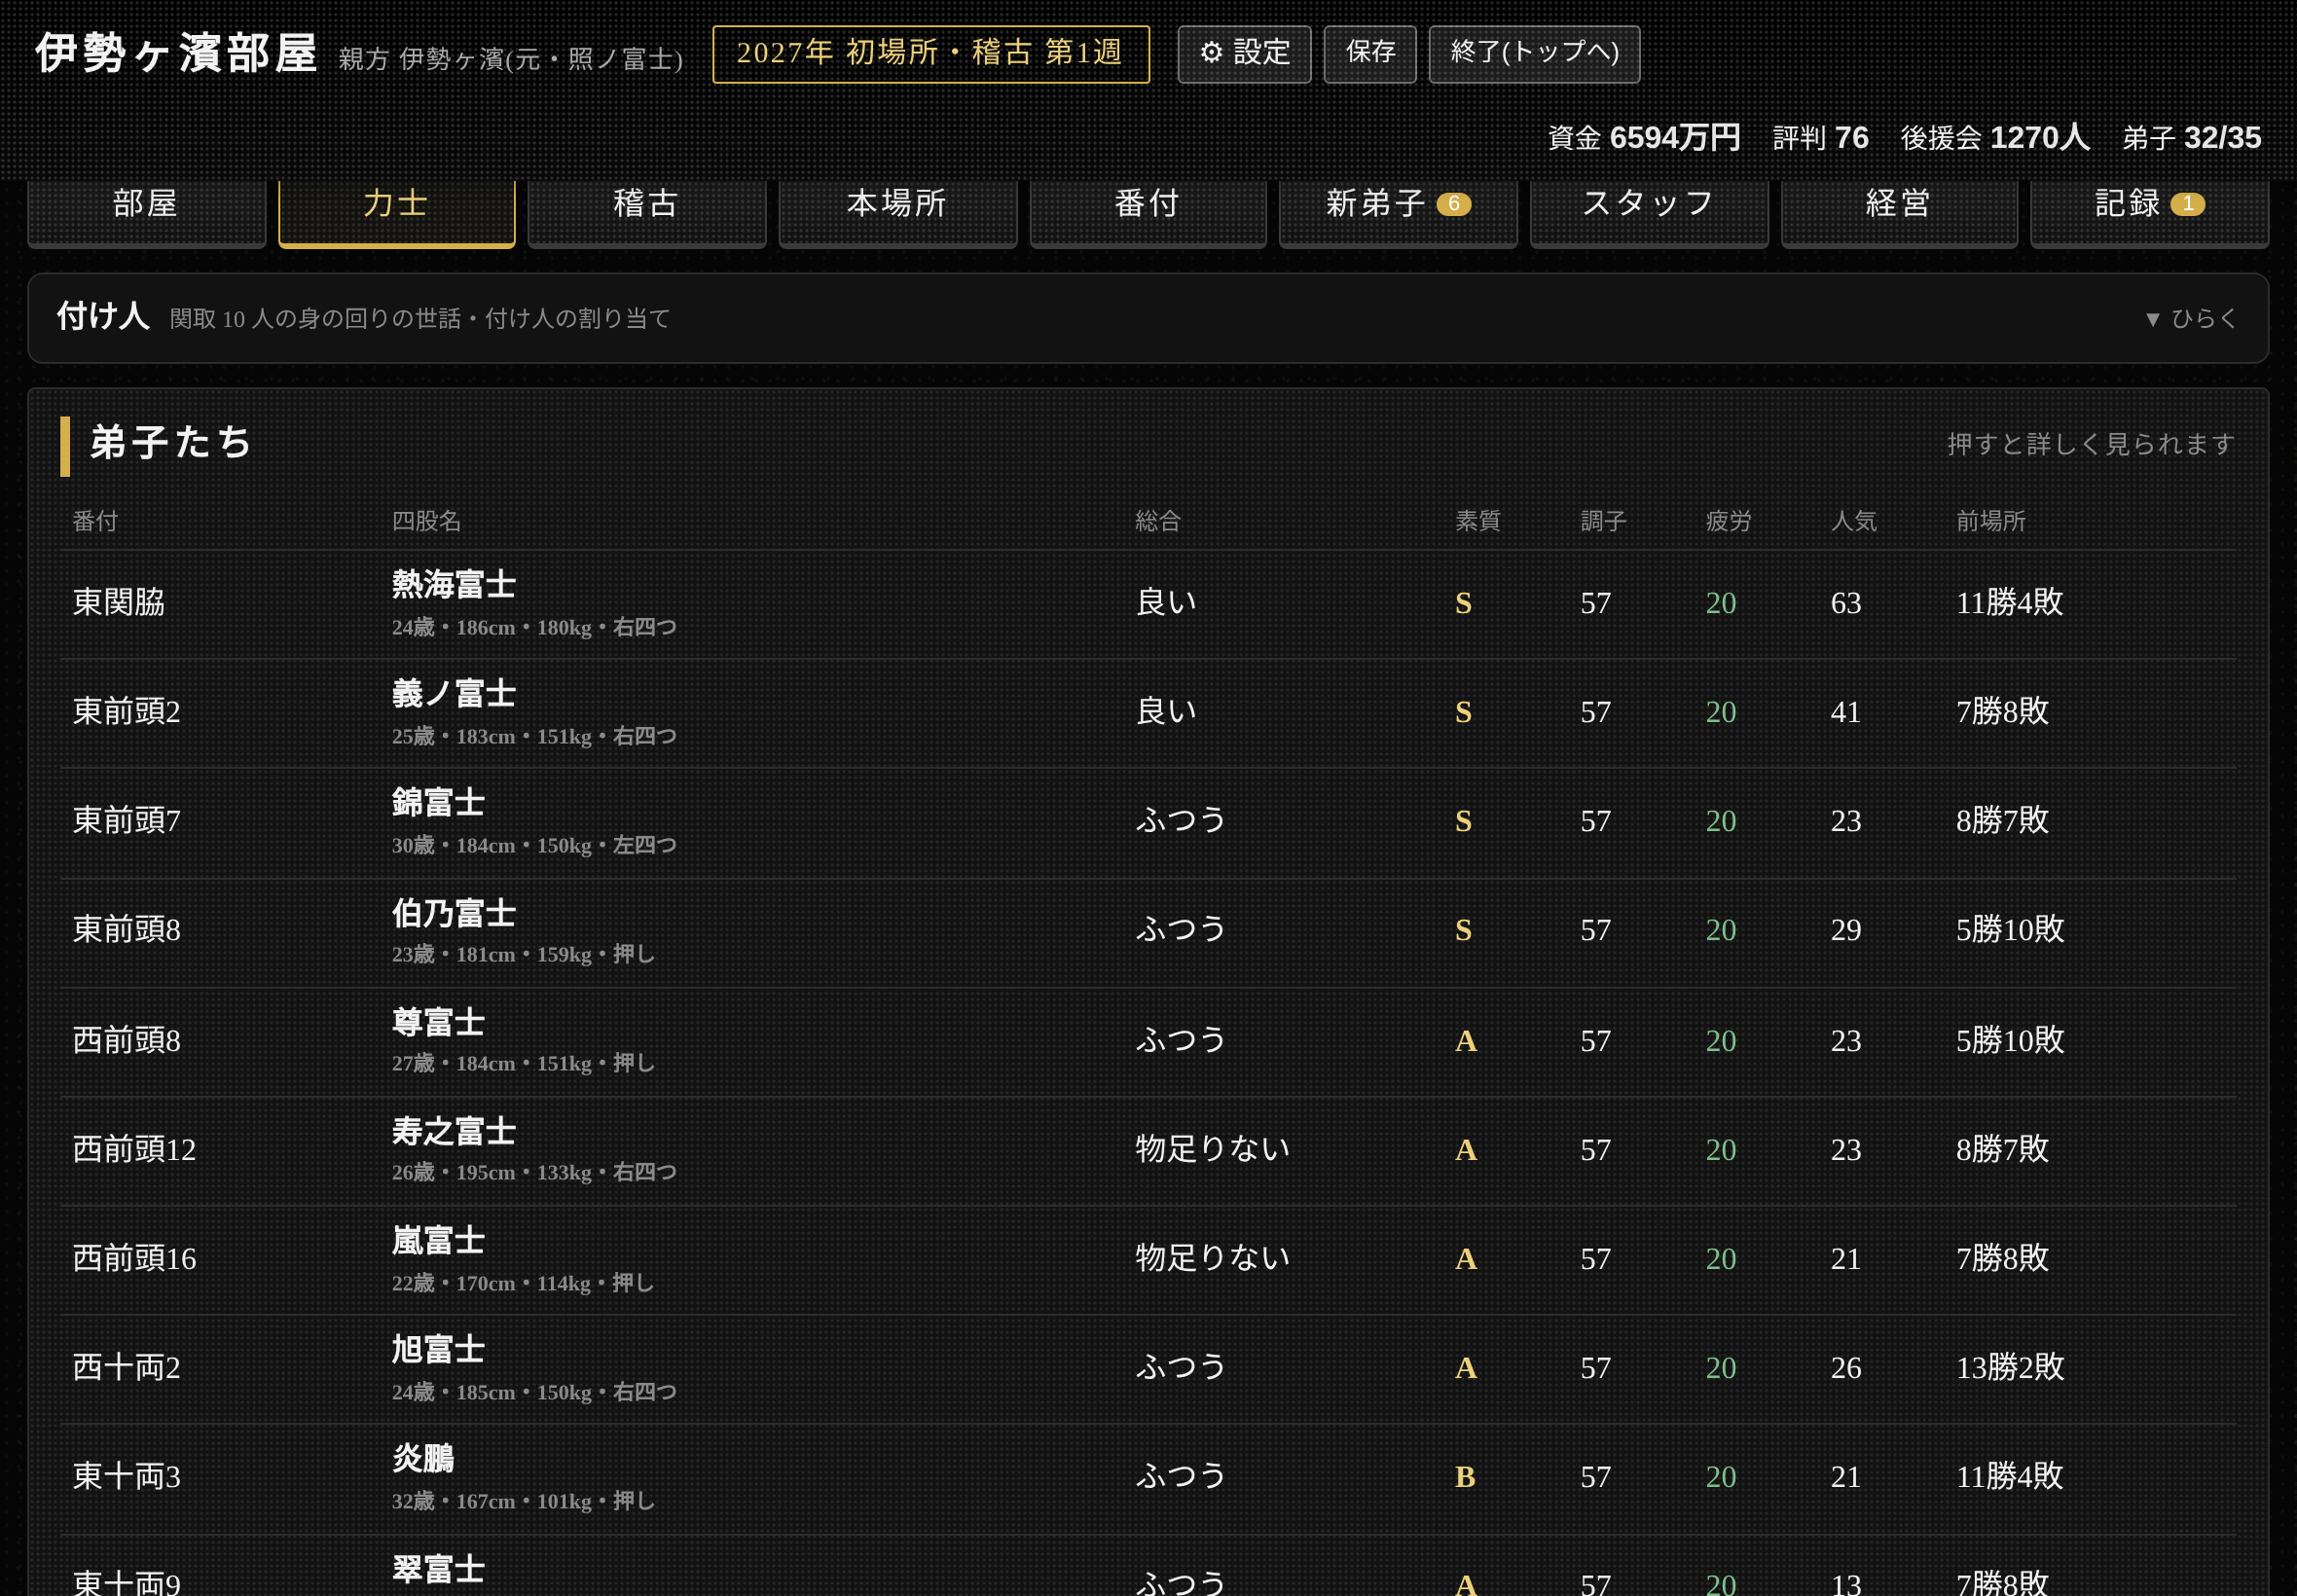 伊勢ヶ濱部屋 親方 伊勢ヶ濱(元・照ノ富士) 2027年 初場所・稽古 第1週 ⚙ 設定 保存 終了(トップへ)
資金 6594万円 評判 76 後援会 1270人 弟子 32/35
部屋 力士 稽古 本場所 番付 新弟子 6 スタッフ 経営 記録 1
付け人 関取 10 人の身の回りの世話・付け人の割り当て ▼ ひらく
弟子たち 押すと詳しく見られます
番付 四股名 総合 素質 調子 疲労 人気 前場所
東関脇 熱海富士 良い S 57 20 63 11勝4敗
24歳・186cm・180kg・右四つ
東前頭2 義ノ富士 良い S 57 20 41 7勝8敗
25歳・183cm・151kg・右四つ
東前頭7 錦富士 ふつう S 57 20 23 8勝7敗
30歳・184cm・150kg・左四つ
東前頭8 伯乃富士 ふつう S 57 20 29 5勝10敗
23歳・181cm・159kg・押し
西前頭8 尊富士 ふつう A 57 20 23 5勝10敗
27歳・184cm・151kg・押し
西前頭12 寿之富士 物足りない A 57 20 23 8勝7敗
26歳・195cm・133kg・右四つ
西前頭16 嵐富士 物足りない A 57 20 21 7勝8敗
22歳・170cm・114kg・押し
西十両2 旭富士 ふつう A 57 20 26 13勝2敗
24歳・185cm・150kg・右四つ
東十両3 炎鵬 ふつう B 57 20 21 11勝4敗
32歳・167cm・101kg・押し
東十両9 翠富士 ふつう A 57 20 13 7勝8敗